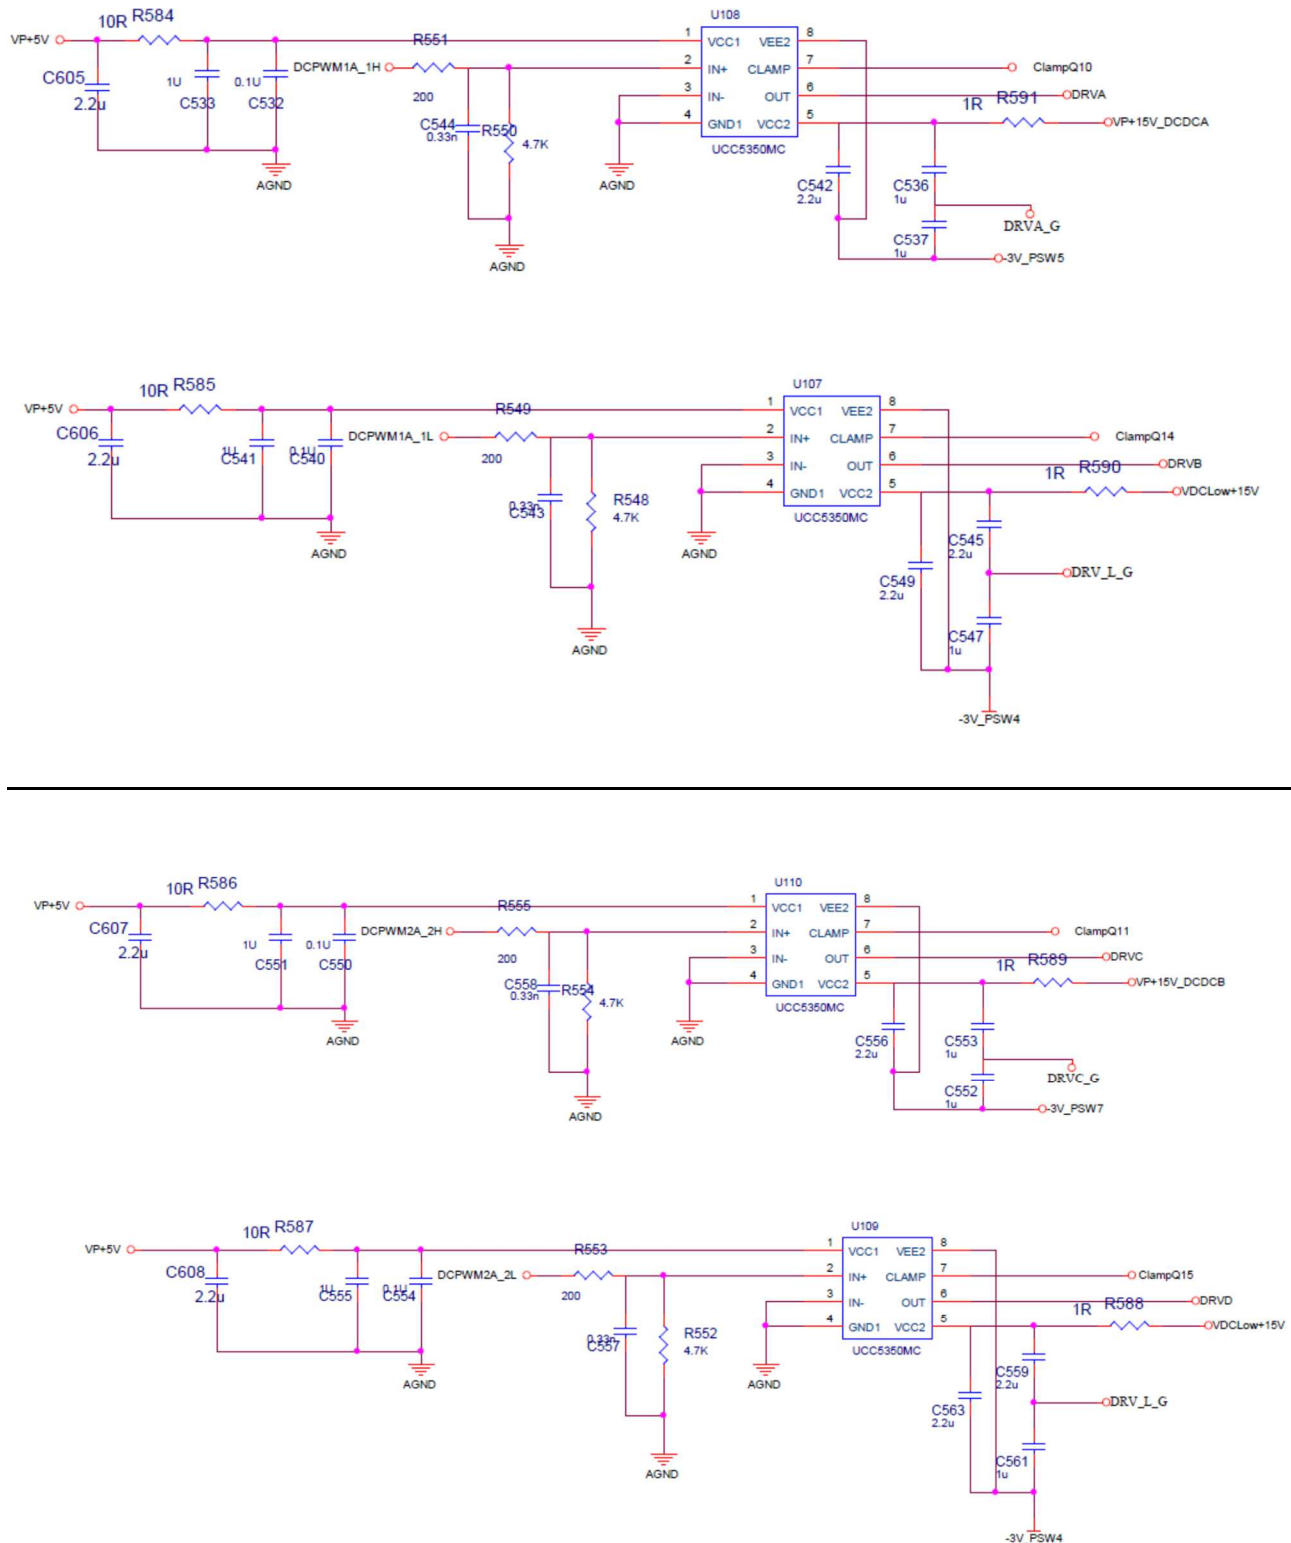 U108
10R R584
VP+5V
R551
1 VCC1 VEE2 8
C605
2.2u
1U
C533
0.1U
C532
DCPWM1A_1H
2 IN+ CLAMP 7
ClampQ10
200
3 IN- OUT 6
DRVA
1R R591
C544
0.33n
R550
4.7K
4 GND1 VCC2 5
VP+15V_DCDCA
UCC5350MC
AGND
AGND
C542
2.2u
C536
1u
DRVA_G
C537
1u
-3V_PSW5
AGND
U107
10R R585
VP+5V
R549
1 VCC1 VEE2 8
C606
2.2u
1U
C541
0.1U
C540
DCPWM1A_1L
2 IN+ CLAMP 7
ClampQ14
200
3 IN- OUT 6
DRVB
1R R590
0.33n
C543
R548
4.7K
4 GND1 VCC2 5
VDCLow+15V
UCC5350MC
AGND
AGND
C545
2.2u
C549
2.2u
DRV_L_G
C547
1u
AGND
-3V_PSW4
U110
10R R586
VP+5V
R555
1 VCC1 VEE2 8
C607
2.2u
1U
C551
0.1U
C550
DCPWM2A_2H
2 IN+ CLAMP 7
ClampQ11
200
3 IN- OUT 6
DRVC
1R R589
C558
0.33n
R554
4.7K
4 GND1 VCC2 5
VP+15V_DCDCB
UCC5350MC
AGND
AGND
C556
2.2u
C553
1u
DRVC_G
C552
1u
-3V_PSW7
AGND
U109
10R R587
VP+5V
R553
1 VCC1 VEE2 8
C608
2.2u
1U
C555
0.1U
C554
DCPWM2A_2L
2 IN+ CLAMP 7
ClampQ15
200
3 IN- OUT 6
DRVD
1R R588
0.33n
C557
R552
4.7K
4 GND1 VCC2 5
VDCLow+15V
UCC5350MC
AGND
AGND
C559
2.2u
C563
2.2u
DRV_L_G
C561
1u
AGND
-3V_PSW4